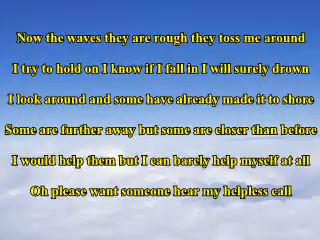 Now the waves they are rough they toss me around
I try to hold on I know if I fall in I will surely drown
I look around and some have already made it to shore
Some are further away but some are closer than before
I would help them but I can barely help myself at all
Oh please want someone hear my helpless call